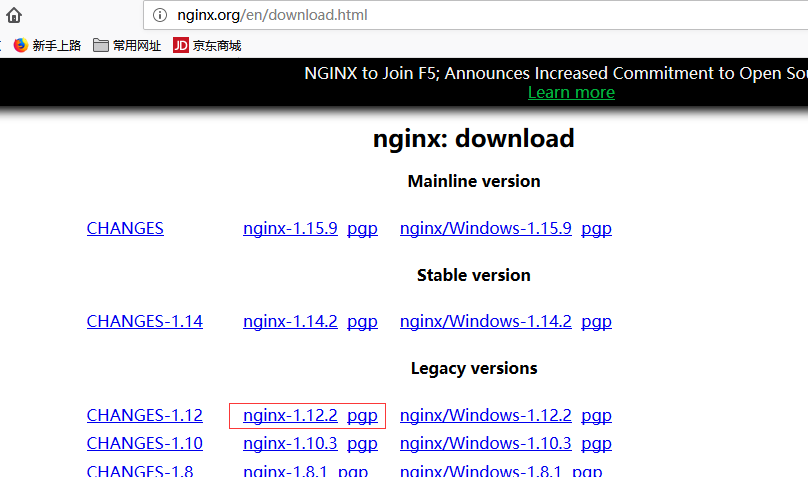 nginx.org/en/download.html
新手上路 常用网址 JD 京东商城
NGINX to Join F5; Announces Increased Commitment to Open Sou
Learn more
nginx: download
Mainline version
CHANGES nginx-1.15.9 pgp nginx/Windows-1.15.9 pgp
Stable version
CHANGES-1.14 nginx-1.14.2 pgp nginx/Windows-1.14.2 pgp
Legacy versions
CHANGES-1.12 nginx-1.12.2 pgp nginx/Windows-1.12.2 pgp
CHANGES-1.10 nginx-1.10.3 pgp nginx/Windows-1.10.3 pgp
CHANGES-1.8 nginx-1.8.1 pgp nginx/Windows-1.8.1 pgp